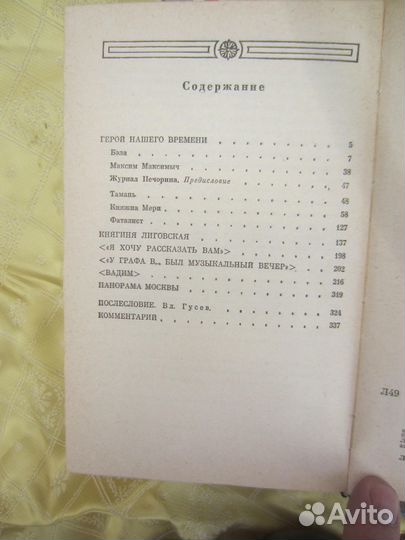 Содержание
ГЕРОЙ НАШЕГО ВРЕМЕНИ . . . . . . . . . 5
Бэла . . . . . . . . . . . . . 7
Максим Максимыч . . . . . . . . . 38
Журнал Печорина. Предисловие . . . . . 47
Тамань . . . . . . . . . . . . 48
Княжна Мери . . . . . . . . . . 58
Фаталист . . . . . . . . . . . 127
КНЯГИНЯ ЛИГОВСКАЯ . . . . . . . . . 137
<«Я ХОЧУ РАССКАЗАТЬ ВАМ»> . . . . . . 198
<«У ГРАФА В... БЫЛ МУЗЫКАЛЬНЫЙ ВЕЧЕР»> . . 202
<ВАДИМ> . . . . . . . . . . . . 216
ПАНОРАМА МОСКВЫ . . . . . . . . . 319
ПОСЛЕСЛОВИЕ. Вл. Гусев . . . . . . . . 324
КОММЕНТАРИЙ . . . . . . . . . . 337
Л49
Avito